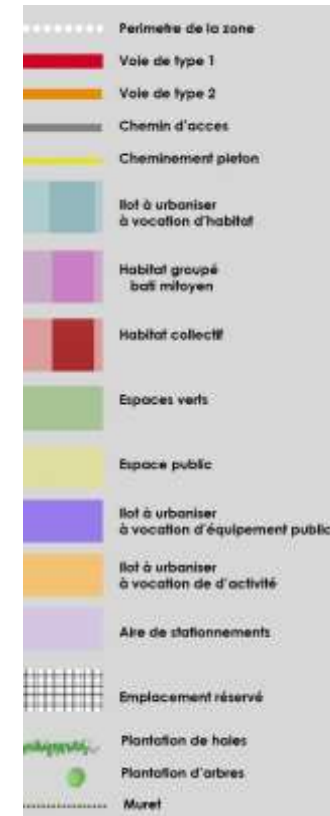 Perimetre de la zone
Voie de type 1
Voie de type 2
Chemin d'acces
Cheminement pieton
Ilot à urbaniser
à vocation d'habitat
Habitat groupé
bati mitoyen
Habitat collectif
Espaces verts
Espace public
Ilot à urbaniser
à vocation d'équipement public
Ilot à urbaniser
à vocation de d'activité
Aire de stationnements
Emplacement réservé
Plantation de haies
Plantation d'arbres
Muret